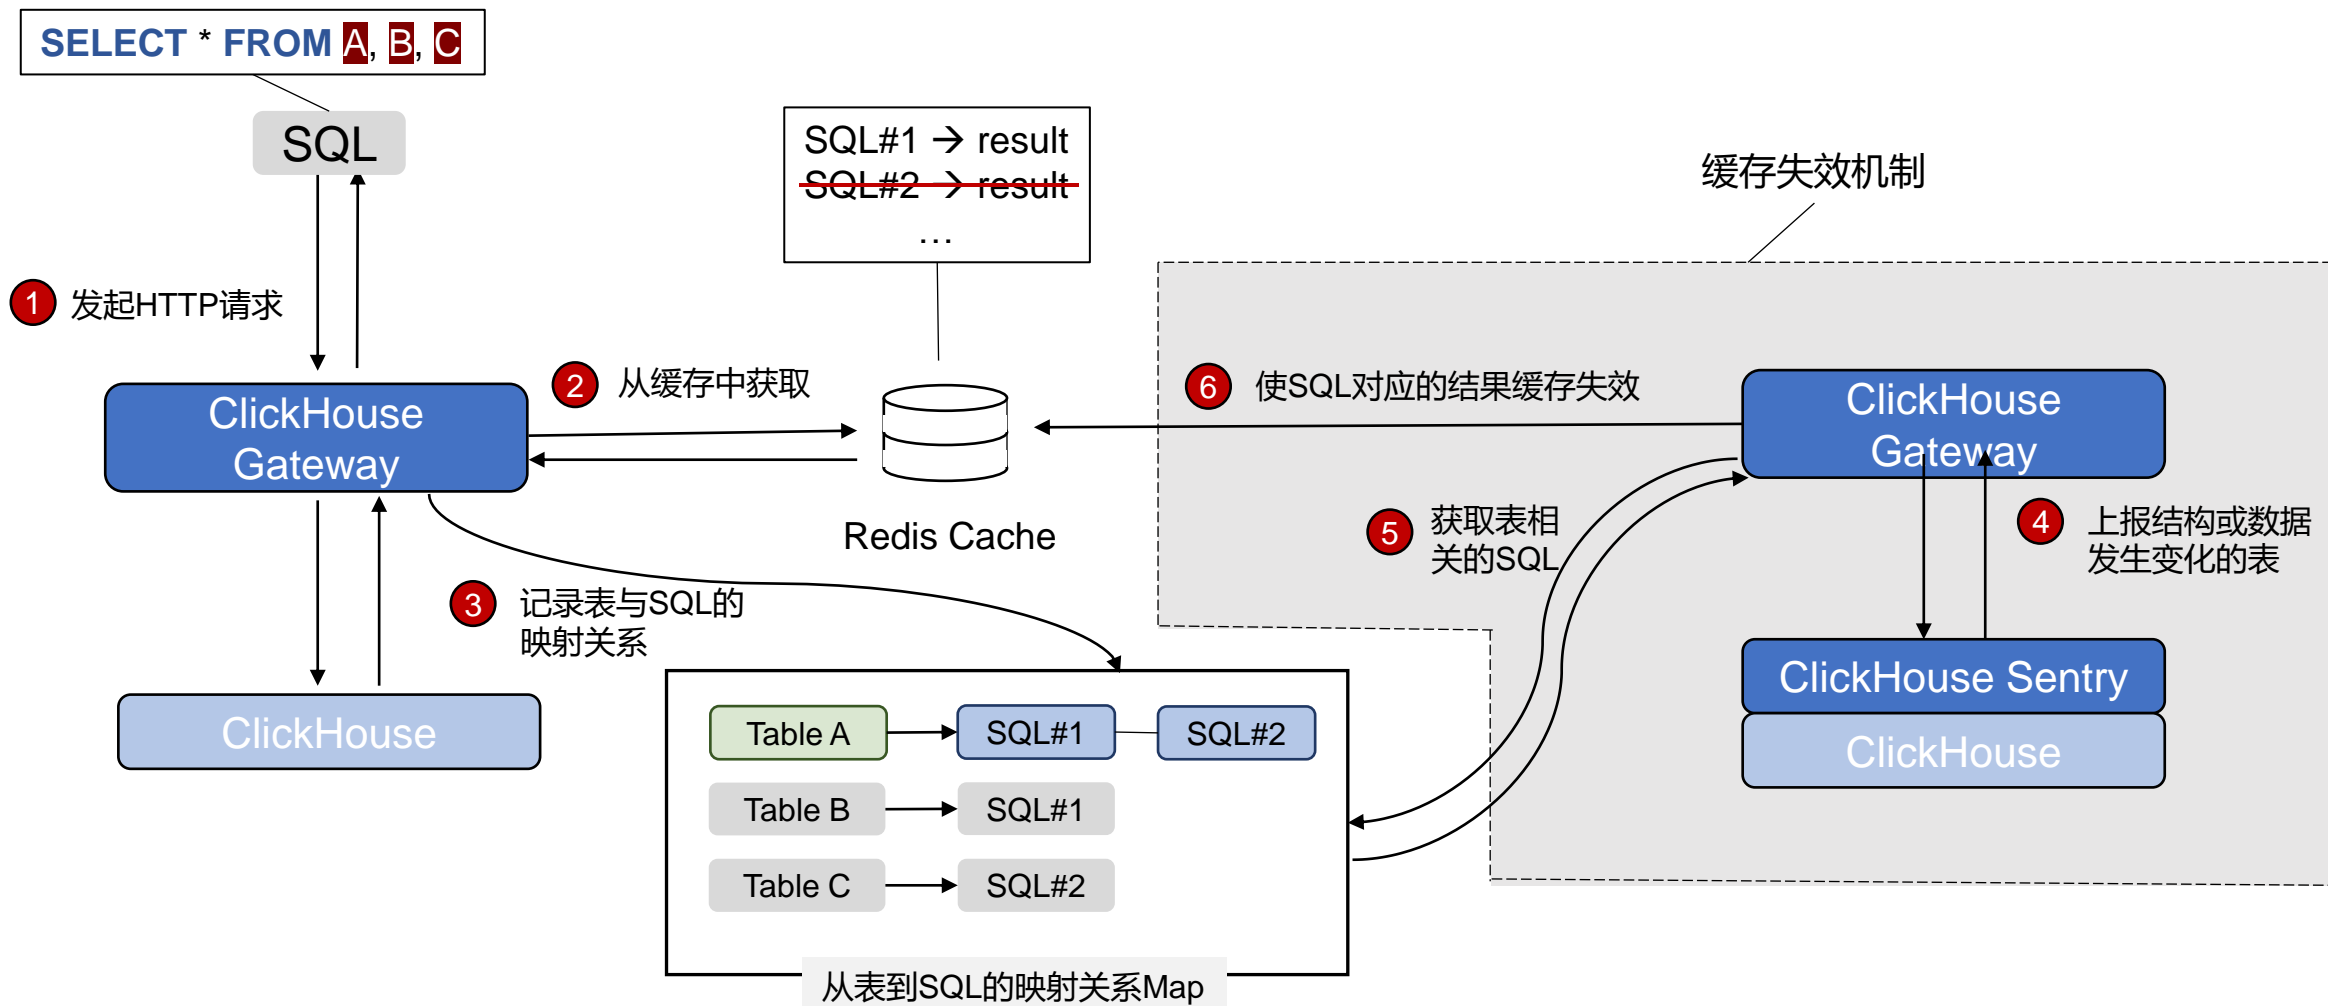 SELECT * FROM A, B, C
SQL
SQL#1 → result
SQL#2 → result
…
缓存失效机制
1 发起HTTP请求
2 从缓存中获取
6 使SQL对应的结果缓存失效
ClickHouse
Gateway
ClickHouse
Gateway
Redis Cache
5 获取表相
关的SQL
4 上报结构或数据
发生变化的表
3 记录表与SQL的
映射关系
ClickHouse
ClickHouse Sentry
ClickHouse
Table A SQL#1 SQL#2
Table B SQL#1
Table C SQL#2
从表到SQL的映射关系Map